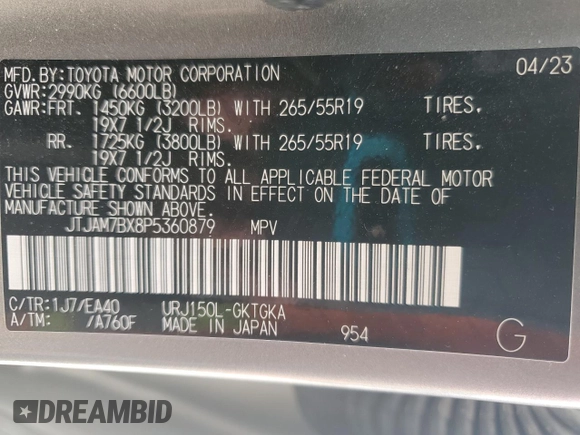 MFD.BY:TOYOTA MOTOR CORPORATION 04/23
GVWR:2990KG (6600LB)
GAWR:FRT. 1450KG (3200LB) WITH 265/55R19 TIRES.
19X7 1/2J RIMS.
RR. 1725KG (3800LB) WITH 265/55R19 TIRES.
19X7 1/2J RIMS.
THIS VEHICLE CONFORMS TO ALL APPLICABLE FEDERAL MOTOR
VEHICLE SAFETY STANDARDS IN EFFECT ON THE DATE OF
MANUFACTURE SHOWN ABOVE.
JTJAM7BX8P5360879 MPV
C/TR:1J7/EA40 URJ150L-GKTGKA
A/TM: /A760F MADE IN JAPAN 954 G
DREAMBID DREAMBID.COM